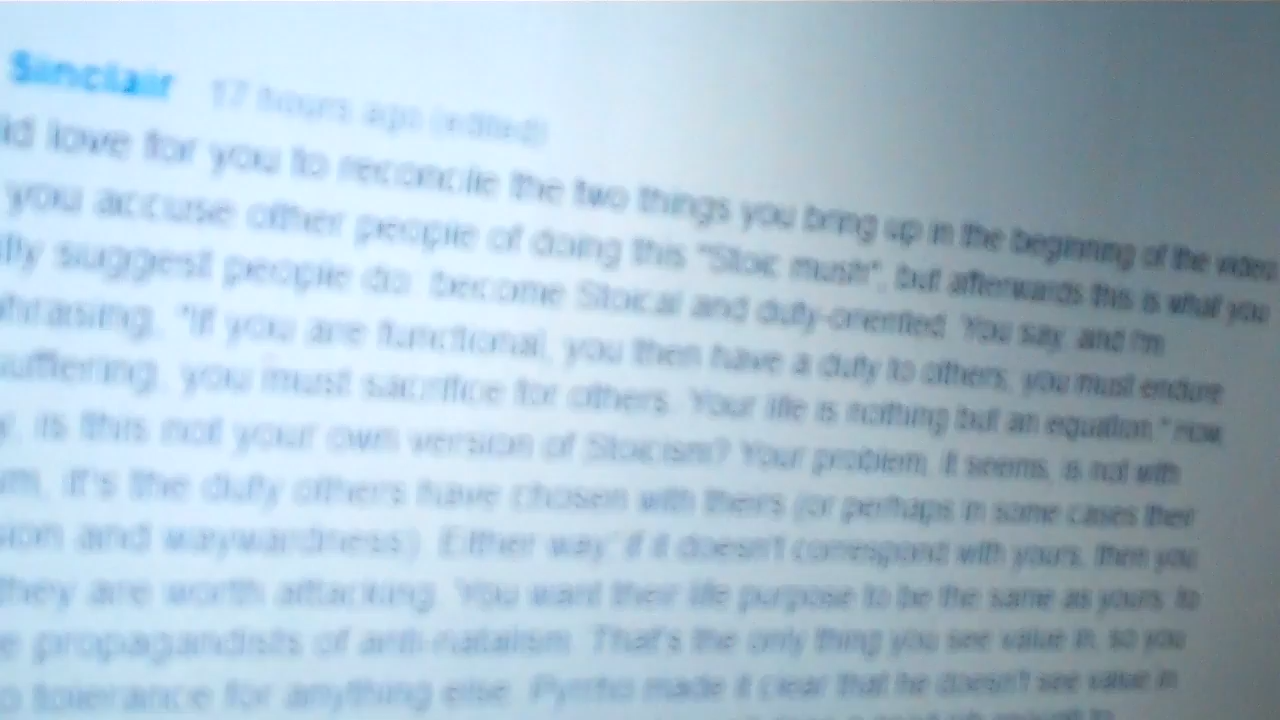 Sinclair 17 hours ago (edited)
love for you to reconcile the two things you bring up in the beginning of the video
you accuse other people of doing this "Stoic mush", but afterwards this is what you
suggest people do: become Stoical and duty-oriented. You say, and I'm
"If you are functional, you then have a duty to others, you must endure
suffering, you must sacrifice for others. Your life is nothing but an equation." How
is this not your own version of Stoicism? Your problem, it seems, is not with
it's the duty others have chosen with theirs (or perhaps in some cases their
and waywardness). Either way, if it doesn't correspond with yours, then you
they are worth attacking. You want their life purpose to be the same as yours: to
propagandists of anti-natalism. That's the only thing you see value in, so you
tolerance for anything else. Pyrrho made it clear that he doesn't see value in